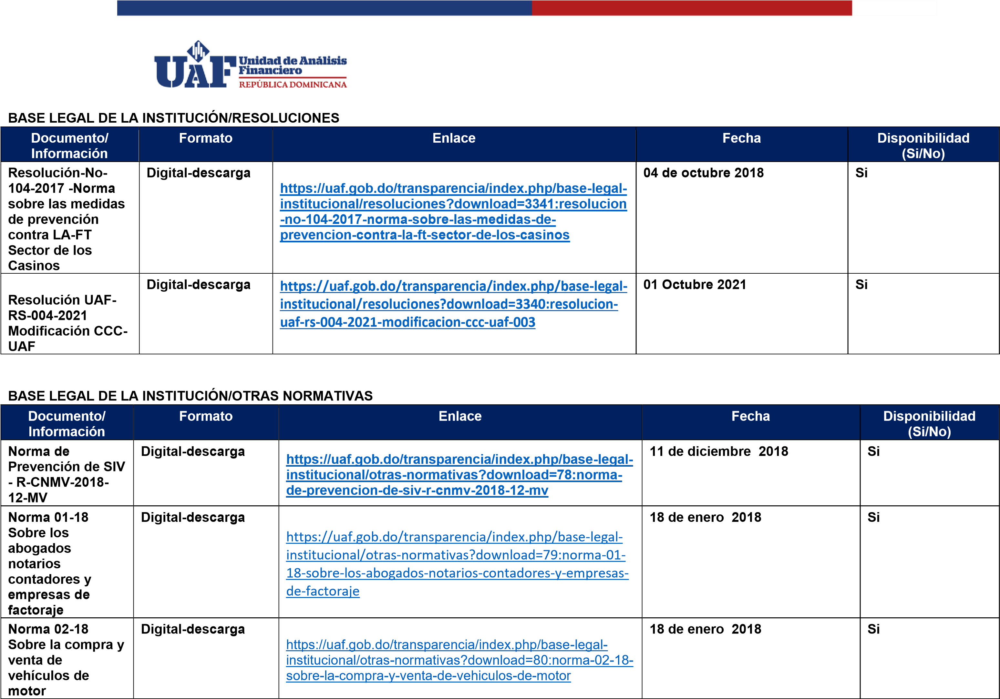 UAF Unidad de Análisis
Financiero
REPÚBLICA DOMINICANA
BASE LEGAL DE LA INSTITUCIÓN/RESOLUCIONES
Documento/
Información
Formato
Enlace
Fecha
Disponibilidad
(Si/No)
Resolución-No-
104-2017 -Norma
sobre las medidas
de prevención
contra LA-FT
Sector de los
Casinos
Digital-descarga
https://uaf.gob.do/transparencia/index.php/base-legal-
institucional/resoluciones?download=3341:resolucion
-no-104-2017-norma-sobre-las-medidas-de-
prevencion-contra-la-ft-sector-de-los-casinos
04 de octubre 2018
Si
Resolución UAF-
RS-004-2021
Modificación CCC-
UAF
Digital-descarga
https://uaf.gob.do/transparencia/index.php/base-legal-
institucional/resoluciones?download=3340:resolucion-
uaf-rs-004-2021-modificacion-ccc-uaf-003
01 Octubre 2021
Si
BASE LEGAL DE LA INSTITUCIÓN/OTRAS NORMATIVAS
Documento/
Información
Formato
Enlace
Fecha
Disponibilidad
(Si/No)
Norma de
Prevención de SIV
- R-CNMV-2018-
12-MV
Digital-descarga
https://uaf.gob.do/transparencia/index.php/base-legal-
institucional/otras-normativas?download=78:norma-
de-prevencion-de-siv-r-cnmv-2018-12-mv
11 de diciembre  2018
Si
Norma 01-18
Sobre los
abogados
notarios
contadores y
empresas de
factoraje
Digital-descarga
https://uaf.gob.do/transparencia/index.php/base-legal-
institucional/otras-normativas?download=79:norma-01-
18-sobre-los-abogados-notarios-contadores-y-empresas-
de-factoraje
18 de enero  2018
Si
Norma 02-18
Sobre la compra y
venta de
vehículos de
motor
Digital-descarga
https://uaf.gob.do/transparencia/index.php/base-legal-
institucional/otras-normativas?download=80:norma-02-18-
sobre-la-compra-y-venta-de-vehiculos-de-motor
18 de enero  2018
Si